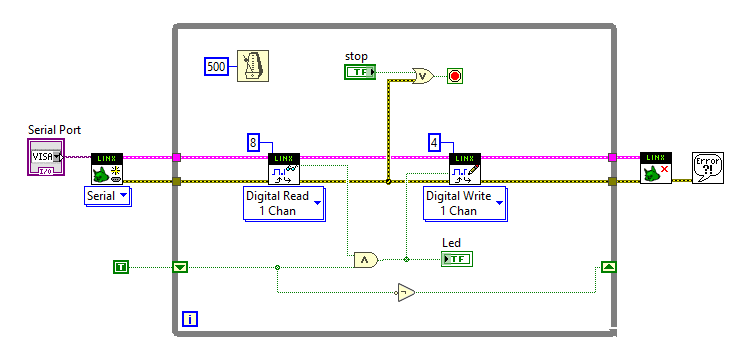 stop
500
TF
V
Serial Port
VISA
I/O
8
4
LINX
LINX
LINX
LINX
Error
?!
Serial
Digital Read
1 Chan
Digital Write
1 Chan
Led
TF
Λ
T
¬
i